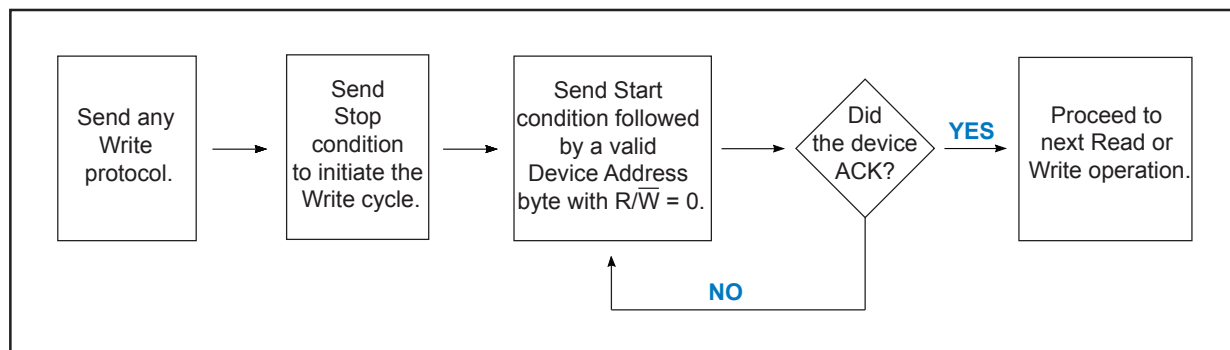 Send any
Write
protocol.
Send
Stop
condition
to initiate the
Write cycle.
Send Start
condition followed
by a valid
Device Address
byte with R/W̅ = 0.
Did
the device
ACK?
YES
NO
Proceed to
next Read or
Write operation.